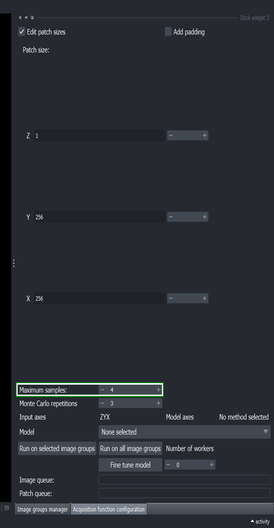 Dock widget 2
Edit patch sizes Add padding
Patch size:
Z 1 − +
Y 256 − +
X 256 − +
Maximum samples: − 4 +
Monte Carlo repetitions − 3 +
Input axes ZYX Model axes No method selected
Model None selected
Run on selected image groups Run on all image groups Number of workers
Fine tune model − 0 +
Image queue:
Patch queue:
59 Image groups manager Acquisition function configuration
activity